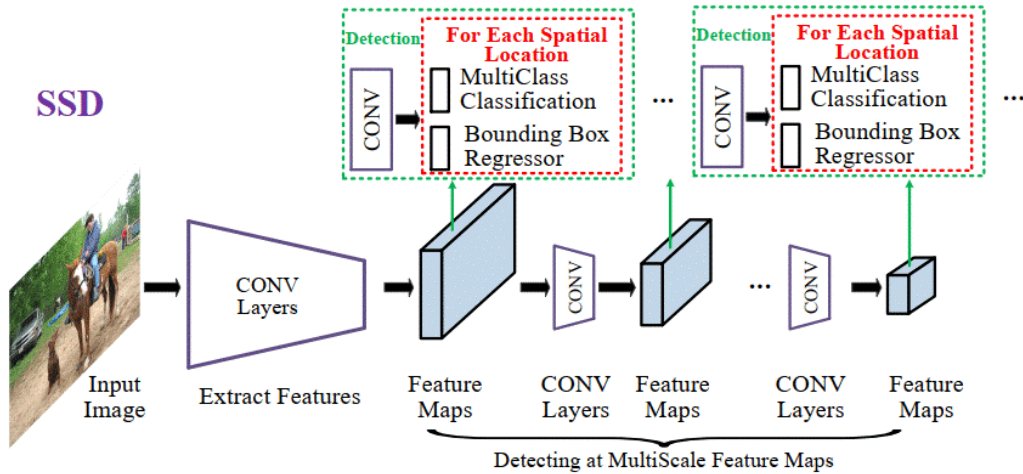 SSD
Detection
For Each Spatial
Location
CONV
MultiClass
Classification
Bounding Box
Regressor
...
Detection
For Each Spatial
Location
CONV
MultiClass
Classification
Bounding Box
Regressor
...
CONV
Layers
CONV
...
CONV
Input
Image
Extract Features
Feature
Maps
CONV
Layers
Feature
Maps
CONV
Layers
Feature
Maps
Detecting at MultiScale Feature Maps